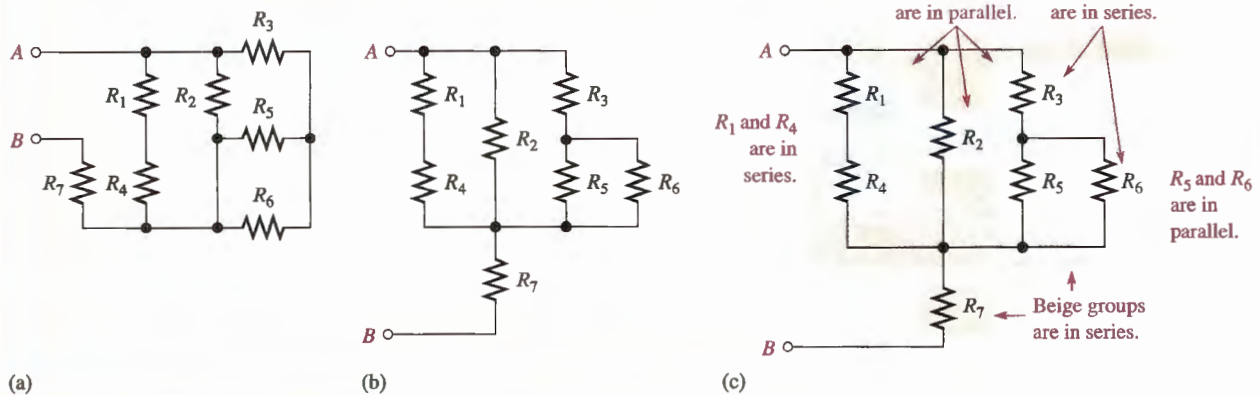 A
R1
R2
R3
R5
B
R7
R4
R6
(a)
A
R1
R2
R3
R4
R5
R6
R7
B
(b)
are in parallel.
are in series.
A
R1
R3
R1 and R4
are in
series.
R2
R4
R5
R6
R5 and R6
are in
parallel.
R7
Beige groups
are in series.
B
(c)